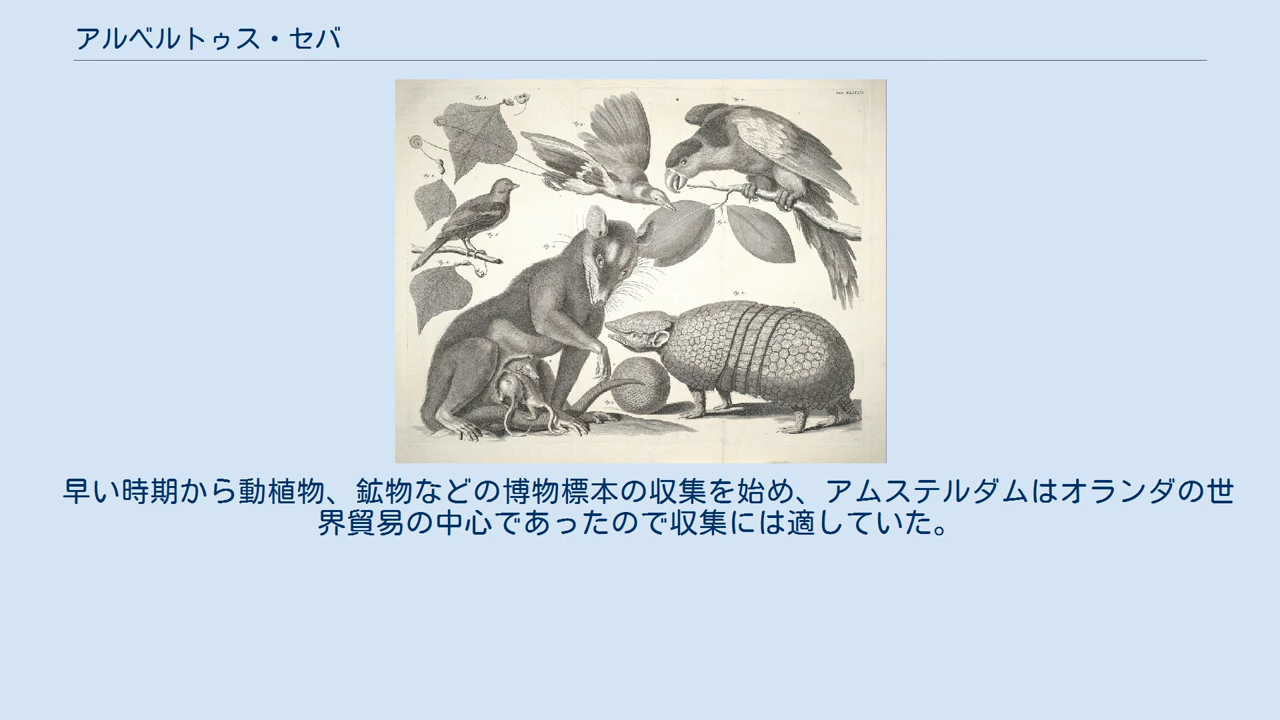 アルベルトゥス・セバ
早い時期から動植物、鉱物などの博物標本の収集を始め、アムステルダムはオランダの世
界貿易の中心であったので収集には適していた。